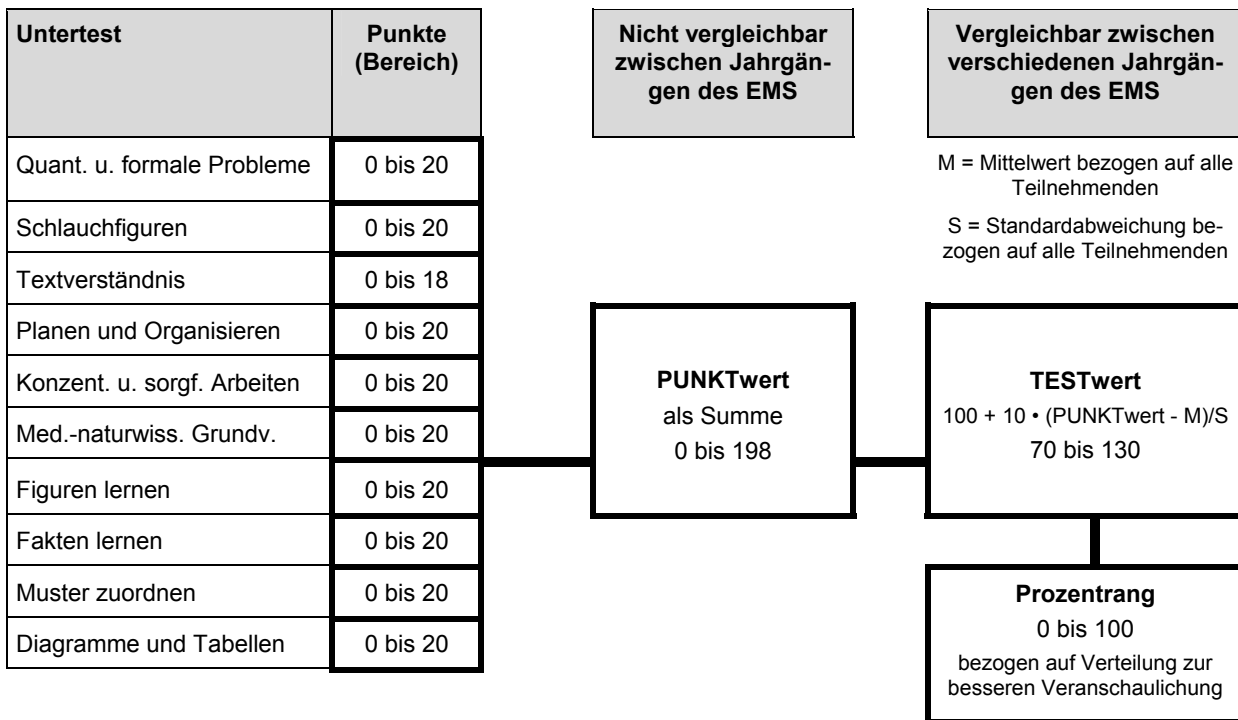 Untertest
Punkte
(Bereich)
Quant. u. formale Probleme
0 bis 20
Schlauchfiguren
0 bis 20
Textverständnis
0 bis 18
Planen und Organisieren
0 bis 20
Konzent. u. sorgf. Arbeiten
0 bis 20
Med.-naturwiss. Grundv.
0 bis 20
Figuren lernen
0 bis 20
Fakten lernen
0 bis 20
Muster zuordnen
0 bis 20
Diagramme und Tabellen
0 bis 20
Nicht vergleichbar
zwischen Jahrgän-
gen des EMS
PUNKTwert
als Summe
0 bis 198
Vergleichbar zwischen
verschiedenen Jahrgän-
gen des EMS
M = Mittelwert bezogen auf alle
Teilnehmenden
S = Standardabweichung be-
zogen auf alle Teilnehmenden
TESTwert
100 + 10 • (PUNKTwert - M)/S
70 bis 130
Prozentrang
0 bis 100
bezogen auf Verteilung zur
besseren Veranschaulichung